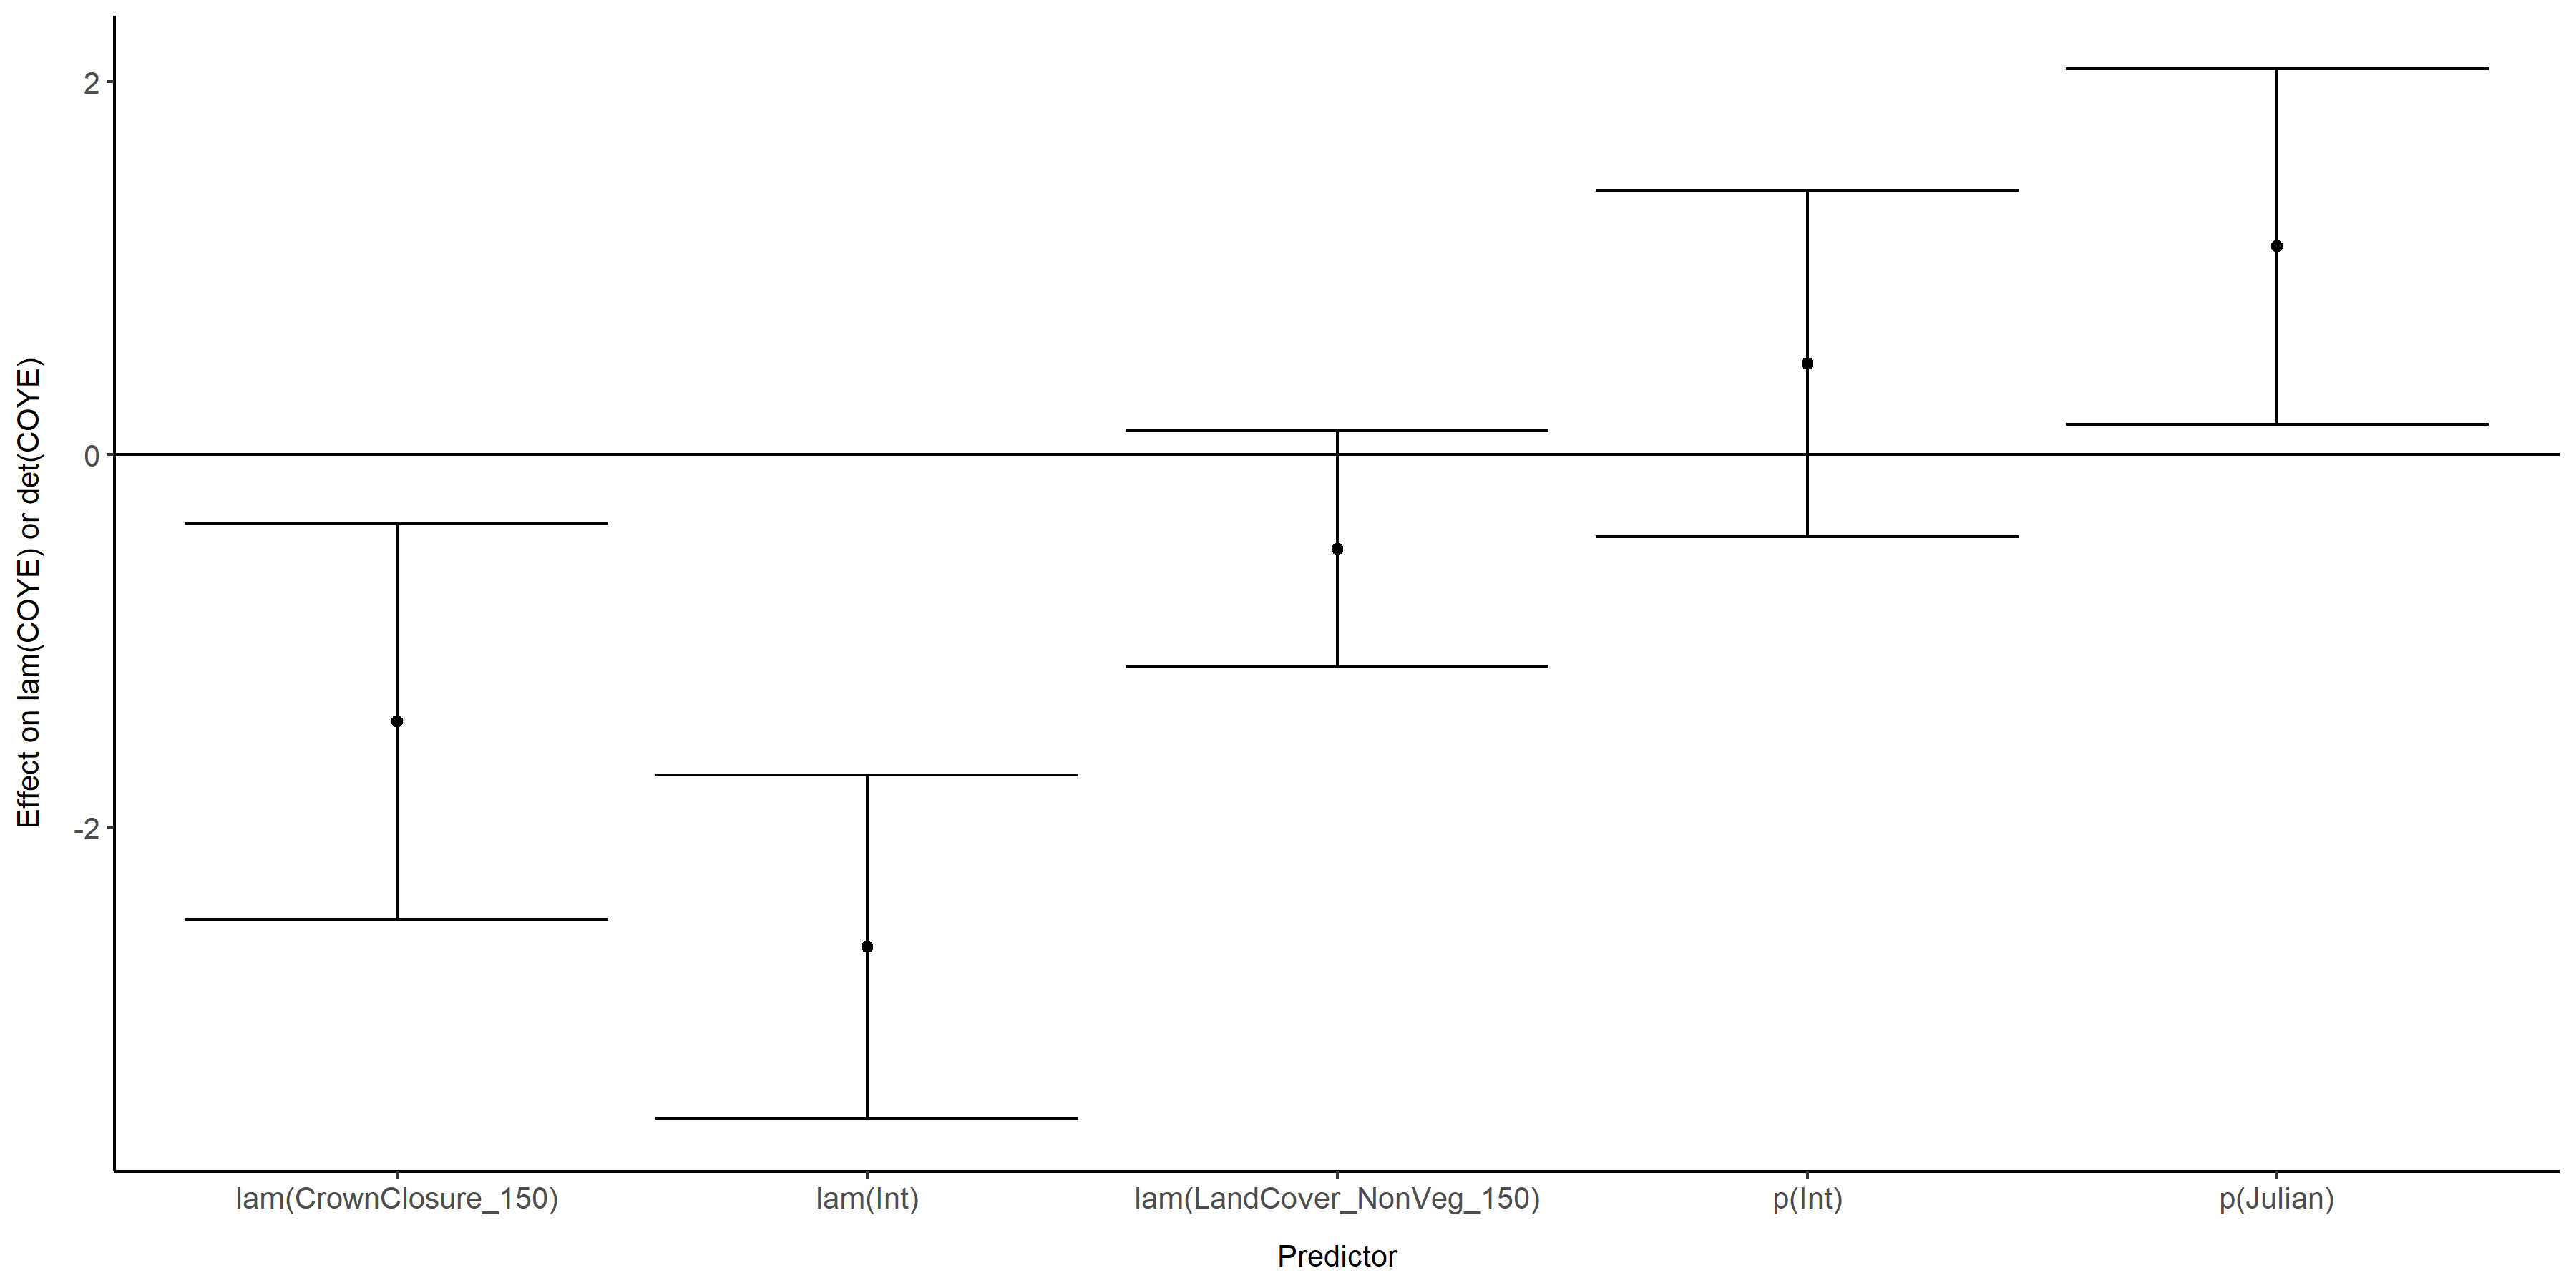 Effect on lam(COYE) or det(COYE)
2
0
-2
lam(CrownClosure_150)
lam(Int)
lam(LandCover_NonVeg_150)
p(Int)
p(Julian)
Predictor